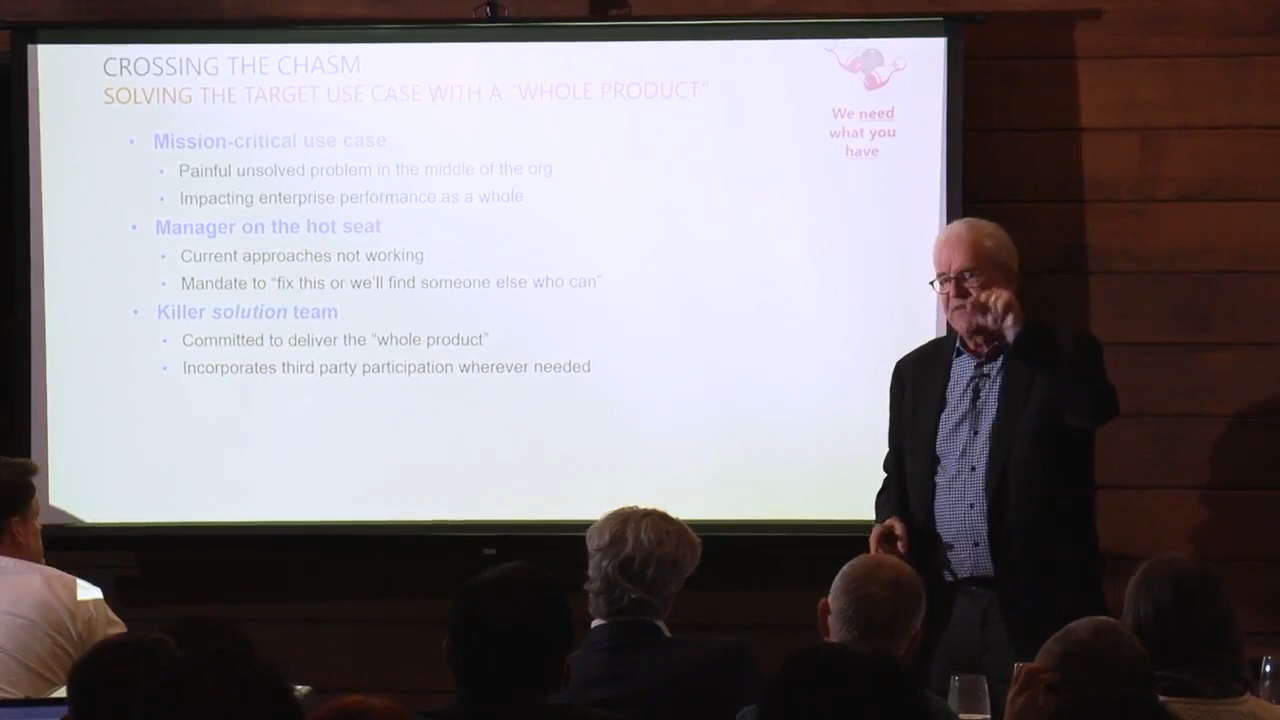 CROSSING THE CHASM
SOLVING THE TARGET USE CASE WITH A “WHOLE PRODUCT”
We need
what you
have
• Mission-critical use case
• Painful unsolved problem in the middle of the org
• Impacting enterprise performance as a whole
• Manager on the hot seat
• Current approaches not working
• Mandate to “fix this or we’ll find someone else who can”
• Killer solution team
• Committed to deliver the “whole product”
• Incorporates third party participation wherever needed